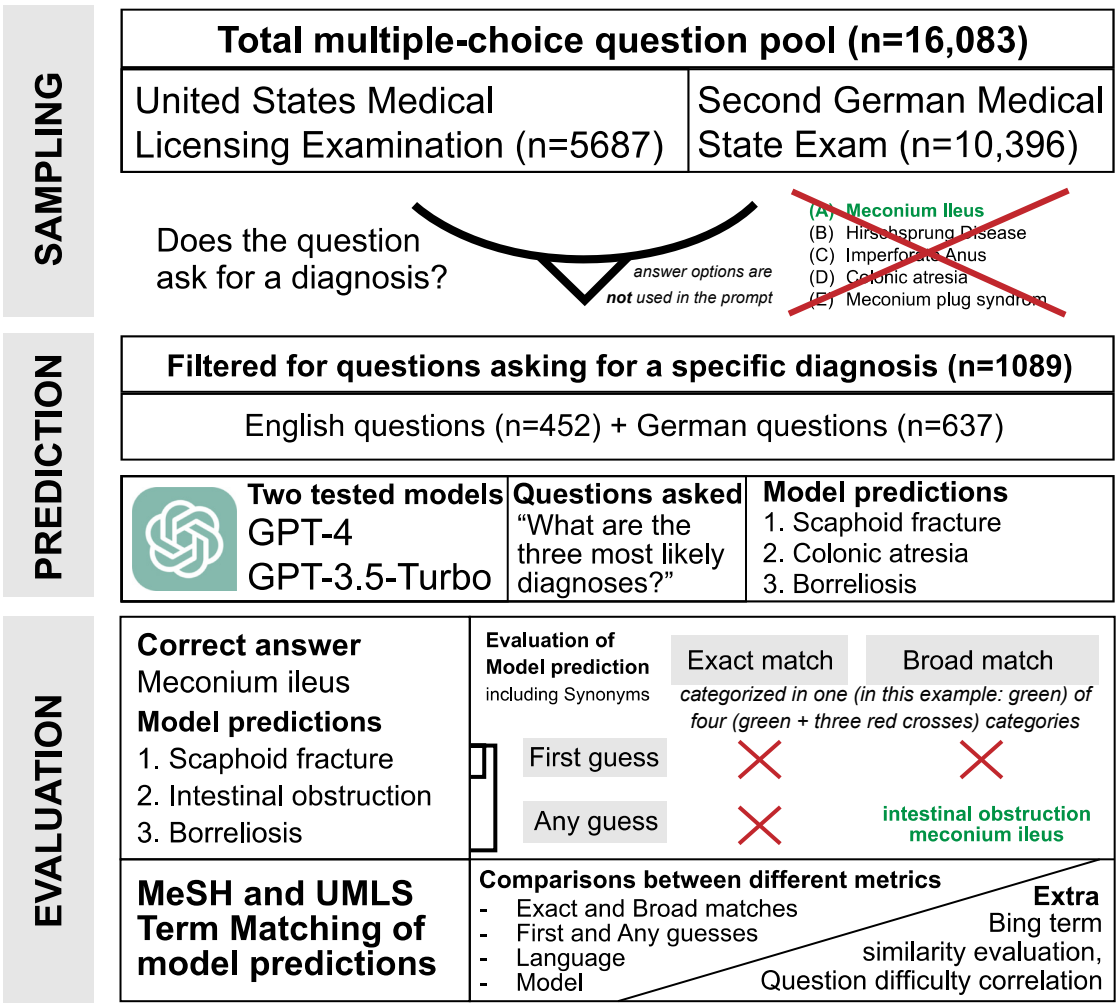 SAMPLING
Total multiple-choice question pool (n=16,083)
United States Medical
Licensing Examination (n=5687)
Second German Medical
State Exam (n=10,396)
Does the question
ask for a diagnosis?
answer options are
not used in the prompt
(A) Meconium Ileus
(B) Hirschsprung Disease
(C) Imperforate Anus
(D) Colonic atresia
(E) Meconium plug syndrom
PREDICTION
Filtered for questions asking for a specific diagnosis (n=1089)
English questions (n=452) + German questions (n=637)
Two tested models
GPT-4
GPT-3.5-Turbo
Questions asked
“What are the
three most likely
diagnoses?”
Model predictions
1. Scaphoid fracture
2. Colonic atresia
3. Borreliosis
EVALUATION
Correct answer
Meconium ileus
Model predictions
1. Scaphoid fracture
2. Intestinal obstruction
3. Borreliosis
Evaluation of
Model prediction
including Synonyms
Exact match
Broad match
categorized in one (in this example: green) of
four (green + three red crosses) categories
First guess
Any guess
intestinal obstruction
meconium ileus
MeSH and UMLS
Term Matching of
model predictions
Comparisons between different metrics
- Exact and Broad matches
- First and Any guesses
- Language
- Model
Extra
Bing term
similarity evaluation,
Question difficulty correlation